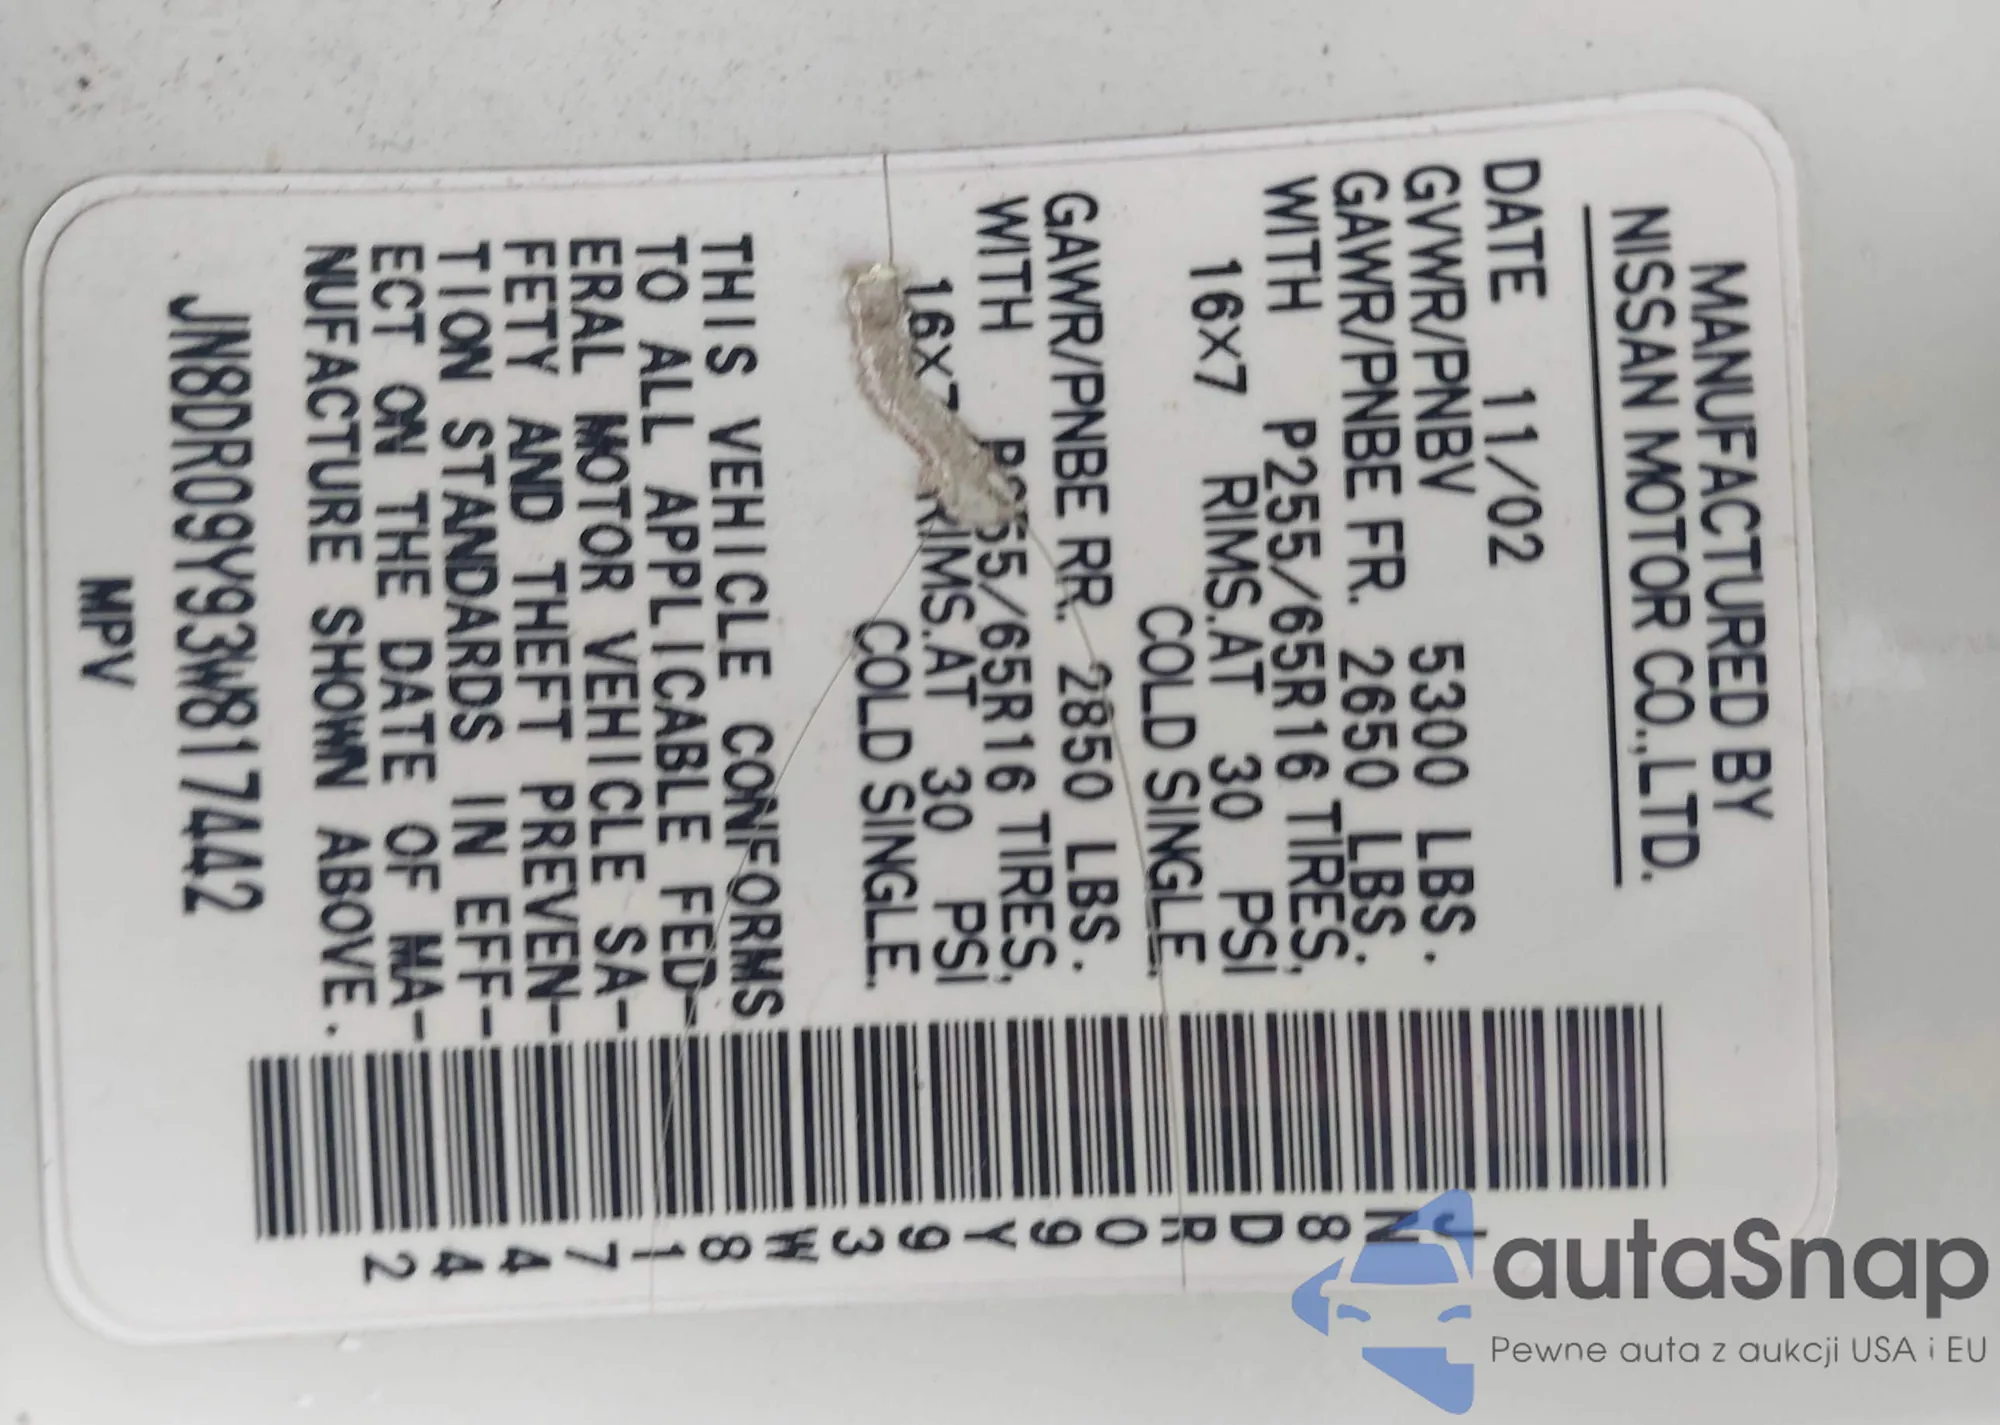 MANUFACTURED BY
NISSAN MOTOR CO.,LTD.
DATE 11/02
GVWR/PNBV 5300 LBS.
GAWR/PNBE FR. 2650 LBS.
WITH P255/65R16 TIRES,
16X7 RIMS.AT 30 PSI
COLD SINGLE.
GAWR/PNBE RR. 2850 LBS.
WITH P255/65R16 TIRES,
16X7 RIMS.AT 30 PSI
COLD SINGLE.
THIS VEHICLE CONFORMS
TO ALL APPLICABLE FED-
ERAL MOTOR VEHICLE SA-
FETY AND THEFT PREVEN-
TION STANDARDS IN EFF-
ECT ON THE DATE OF MA-
NUFACTURE SHOWN ABOVE.
JN8DR09Y93W817442
MPV
JN8DR09Y93W817442
autaSnap
Pewne auta z aukcji USA i EU